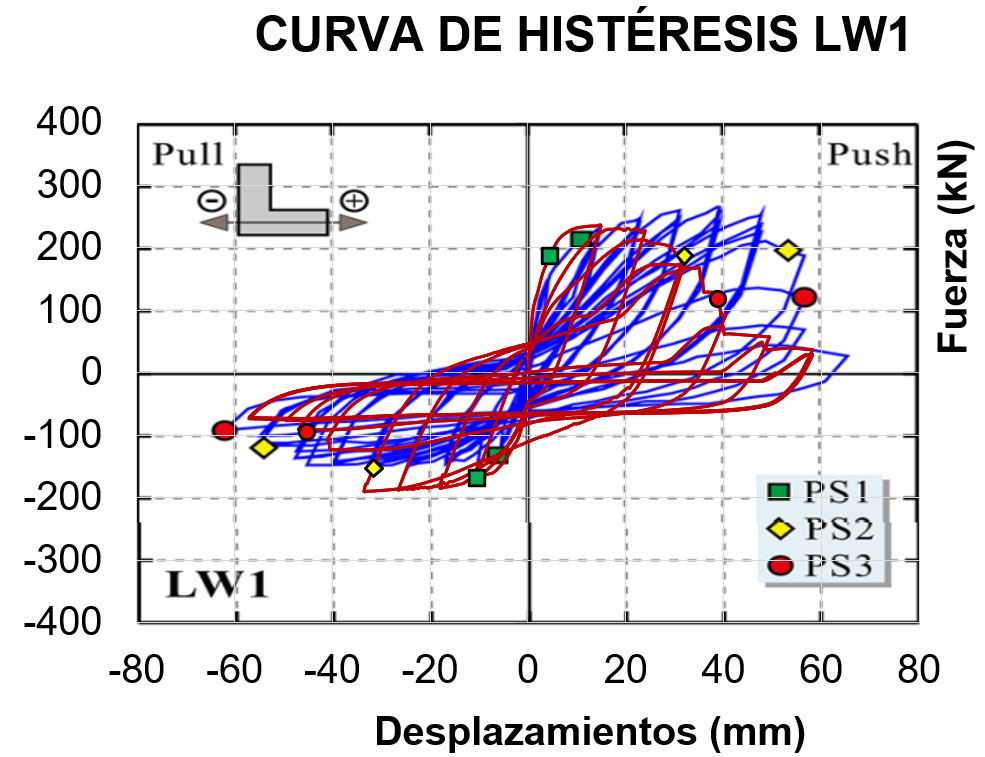 CURVA DE HISTÉRESIS LW1
400
300
200
100
0
-100
-200
-300
-400
Pull
Push
⊖
⊕
Fuerza (kN)
PS1
PS2
PS3
LW1
-80 -60 -40 -20 0 20 40 60 80
Desplazamientos (mm)